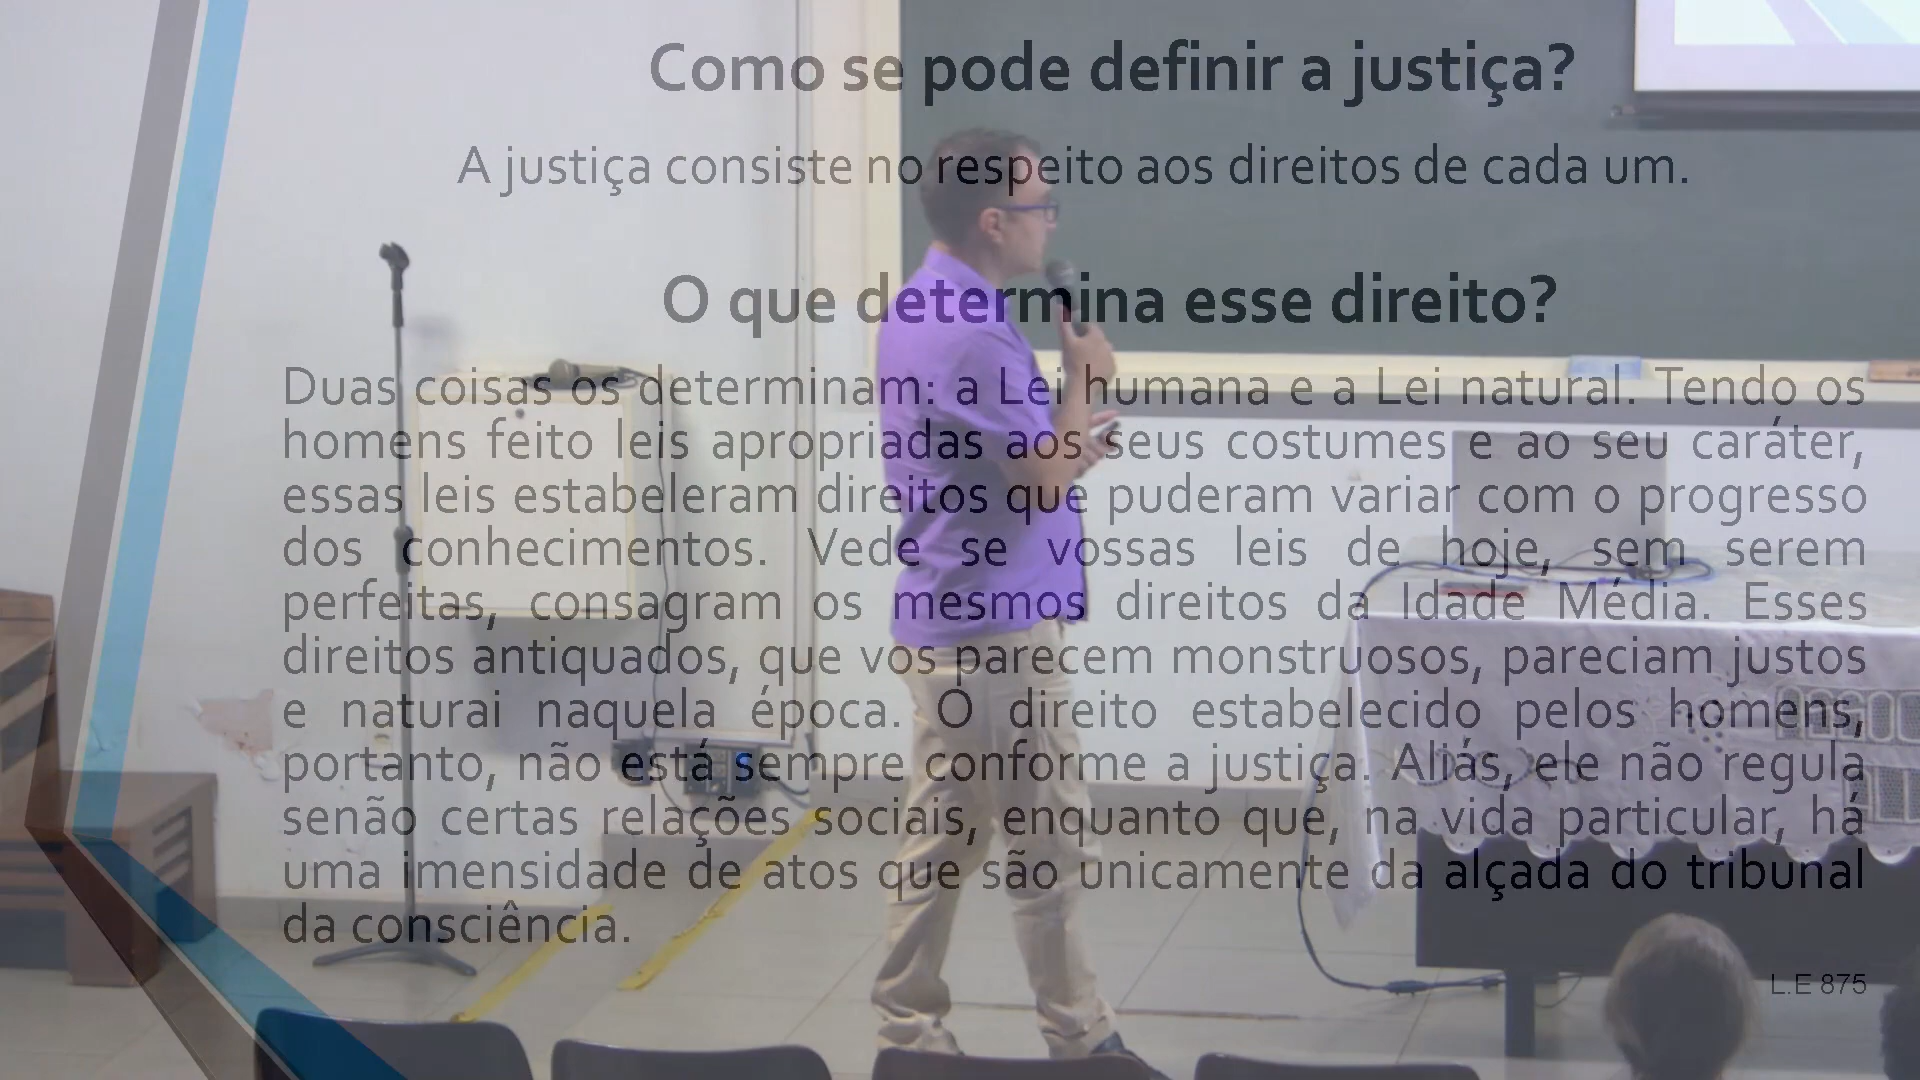 Como se pode definir a justiça?
A justiça consiste no respeito aos direitos de cada um.
O que determina esse direito?
Duas coisas os determinam: a Lei humana e a Lei natural. Tendo os
homens feito leis apropriadas aos seus costumes e ao seu caráter,
essas leis estabeleram direitos que puderam variar com o progresso
dos conhecimentos. Vede se vossas leis de hoje, sem serem
perfeitas, consagram os mesmos direitos da Idade Média. Esses
direitos antiquados, que vos parecem monstruosos, pareciam justos
e naturai naquela época. O direito estabelecido pelos homens,
portanto, não está sempre conforme a justiça. Aliás, ele não regula
senão certas relações sociais, enquanto que, na vida particular, há
uma imensidade de atos que são unicamente da alçada do tribunal
da consciência.
L.E 875